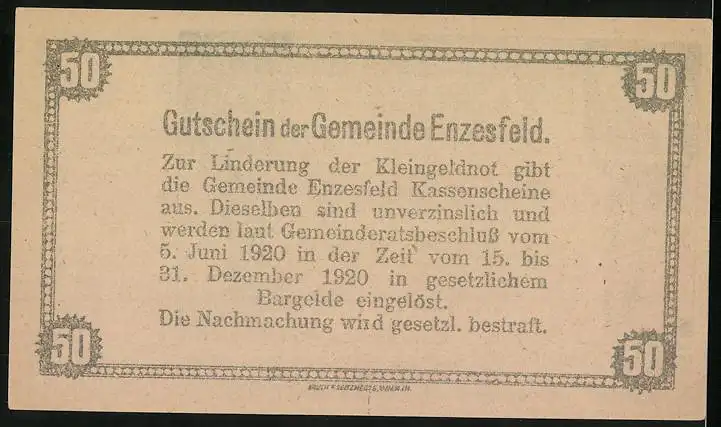 50 50
Gutschein der Gemeinde Enzesfeld.
Zur Linderung der Kleingeldnot gibt
die Gemeinde Enzesfeld Kassenscheine
aus. Dieselben sind unverzinslich und
werden laut Gemeinderatsbeschluß vom
5. Juni 1920 in der Zeit vom 15. bis
31. Dezember 1920 in gesetzlichem
Bargelde eingelöst.
Die Nachmachung wird gesetzl. bestraft.
50 50